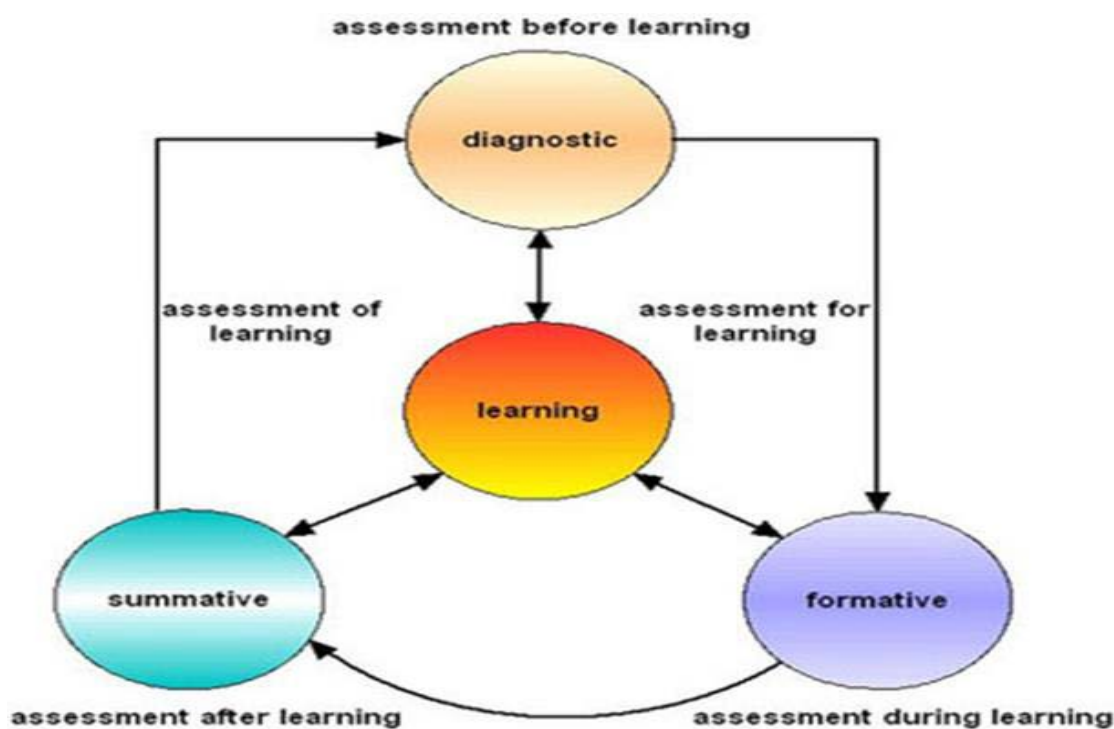 assessment before learning
diagnostic
assessment of
learning
assessment for
learning
learning
summative
formative
assessment after learning
assessment during learning